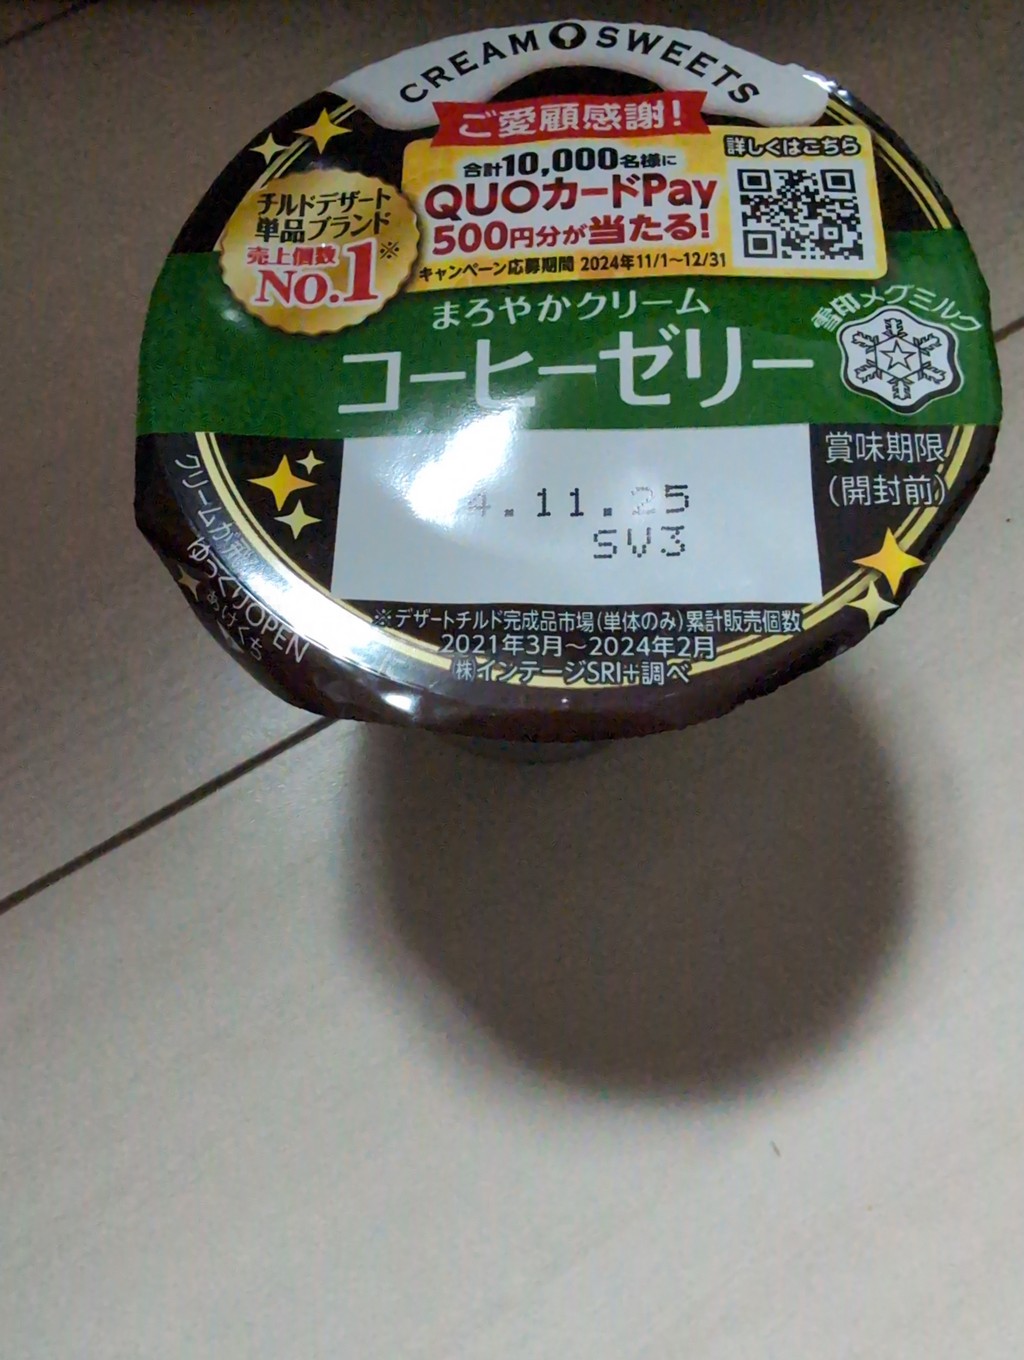 CREAM SWEETS
ご愛顧感謝!
合計10,000名様に
QUOカードPay
500円分が当たる!
キャンペーン応募期間 2024年11/1~12/31
詳しくはこちら
チルドデザート
単品ブランド
売上個数※
No.1
まろやかクリーム
コーヒーゼリー
雪印メグミルク
賞味期限
(開封前)
4.11.25
SV3
クリームが
ゆっくりOPEN
あけくち
※デザートチルド完成品市場(単体のみ)累計販売個数
2021年3月～2024年2月
㈱インテージSRI+調べ